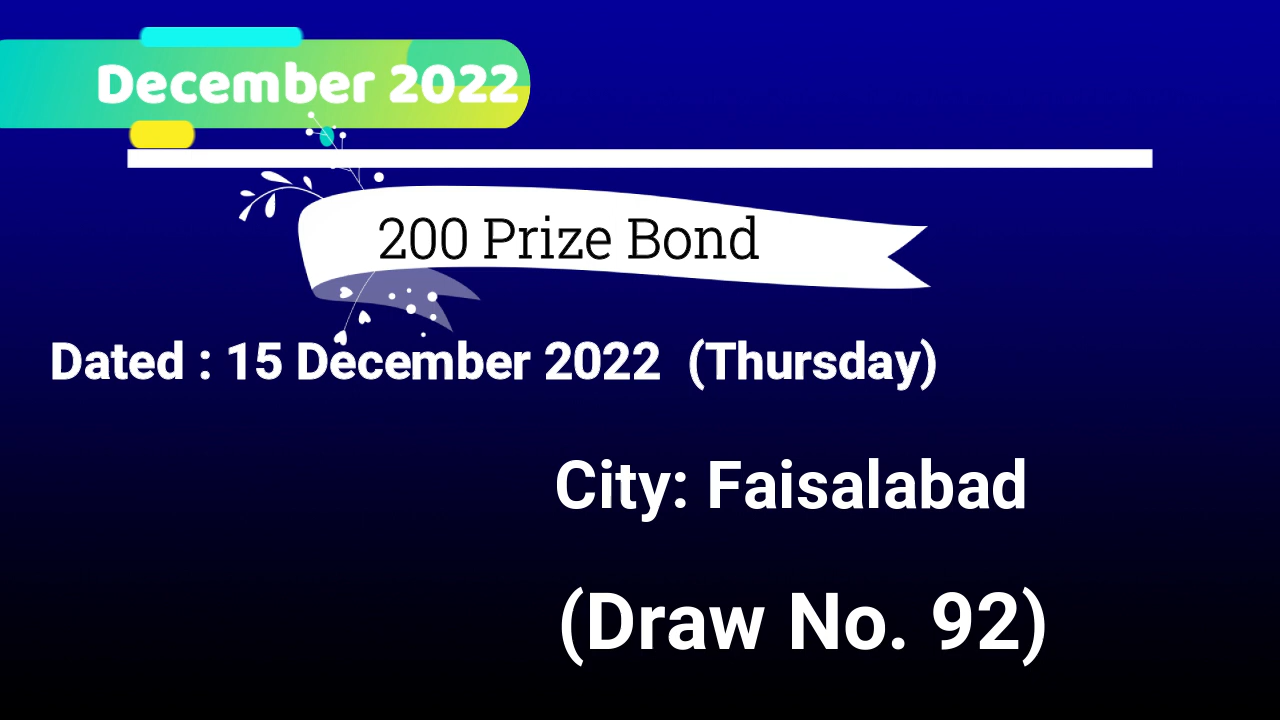 December 2022
200 Prize Bond
Dated : 15 December 2022 (Thursday)
City: Faisalabad
(Draw No. 92)